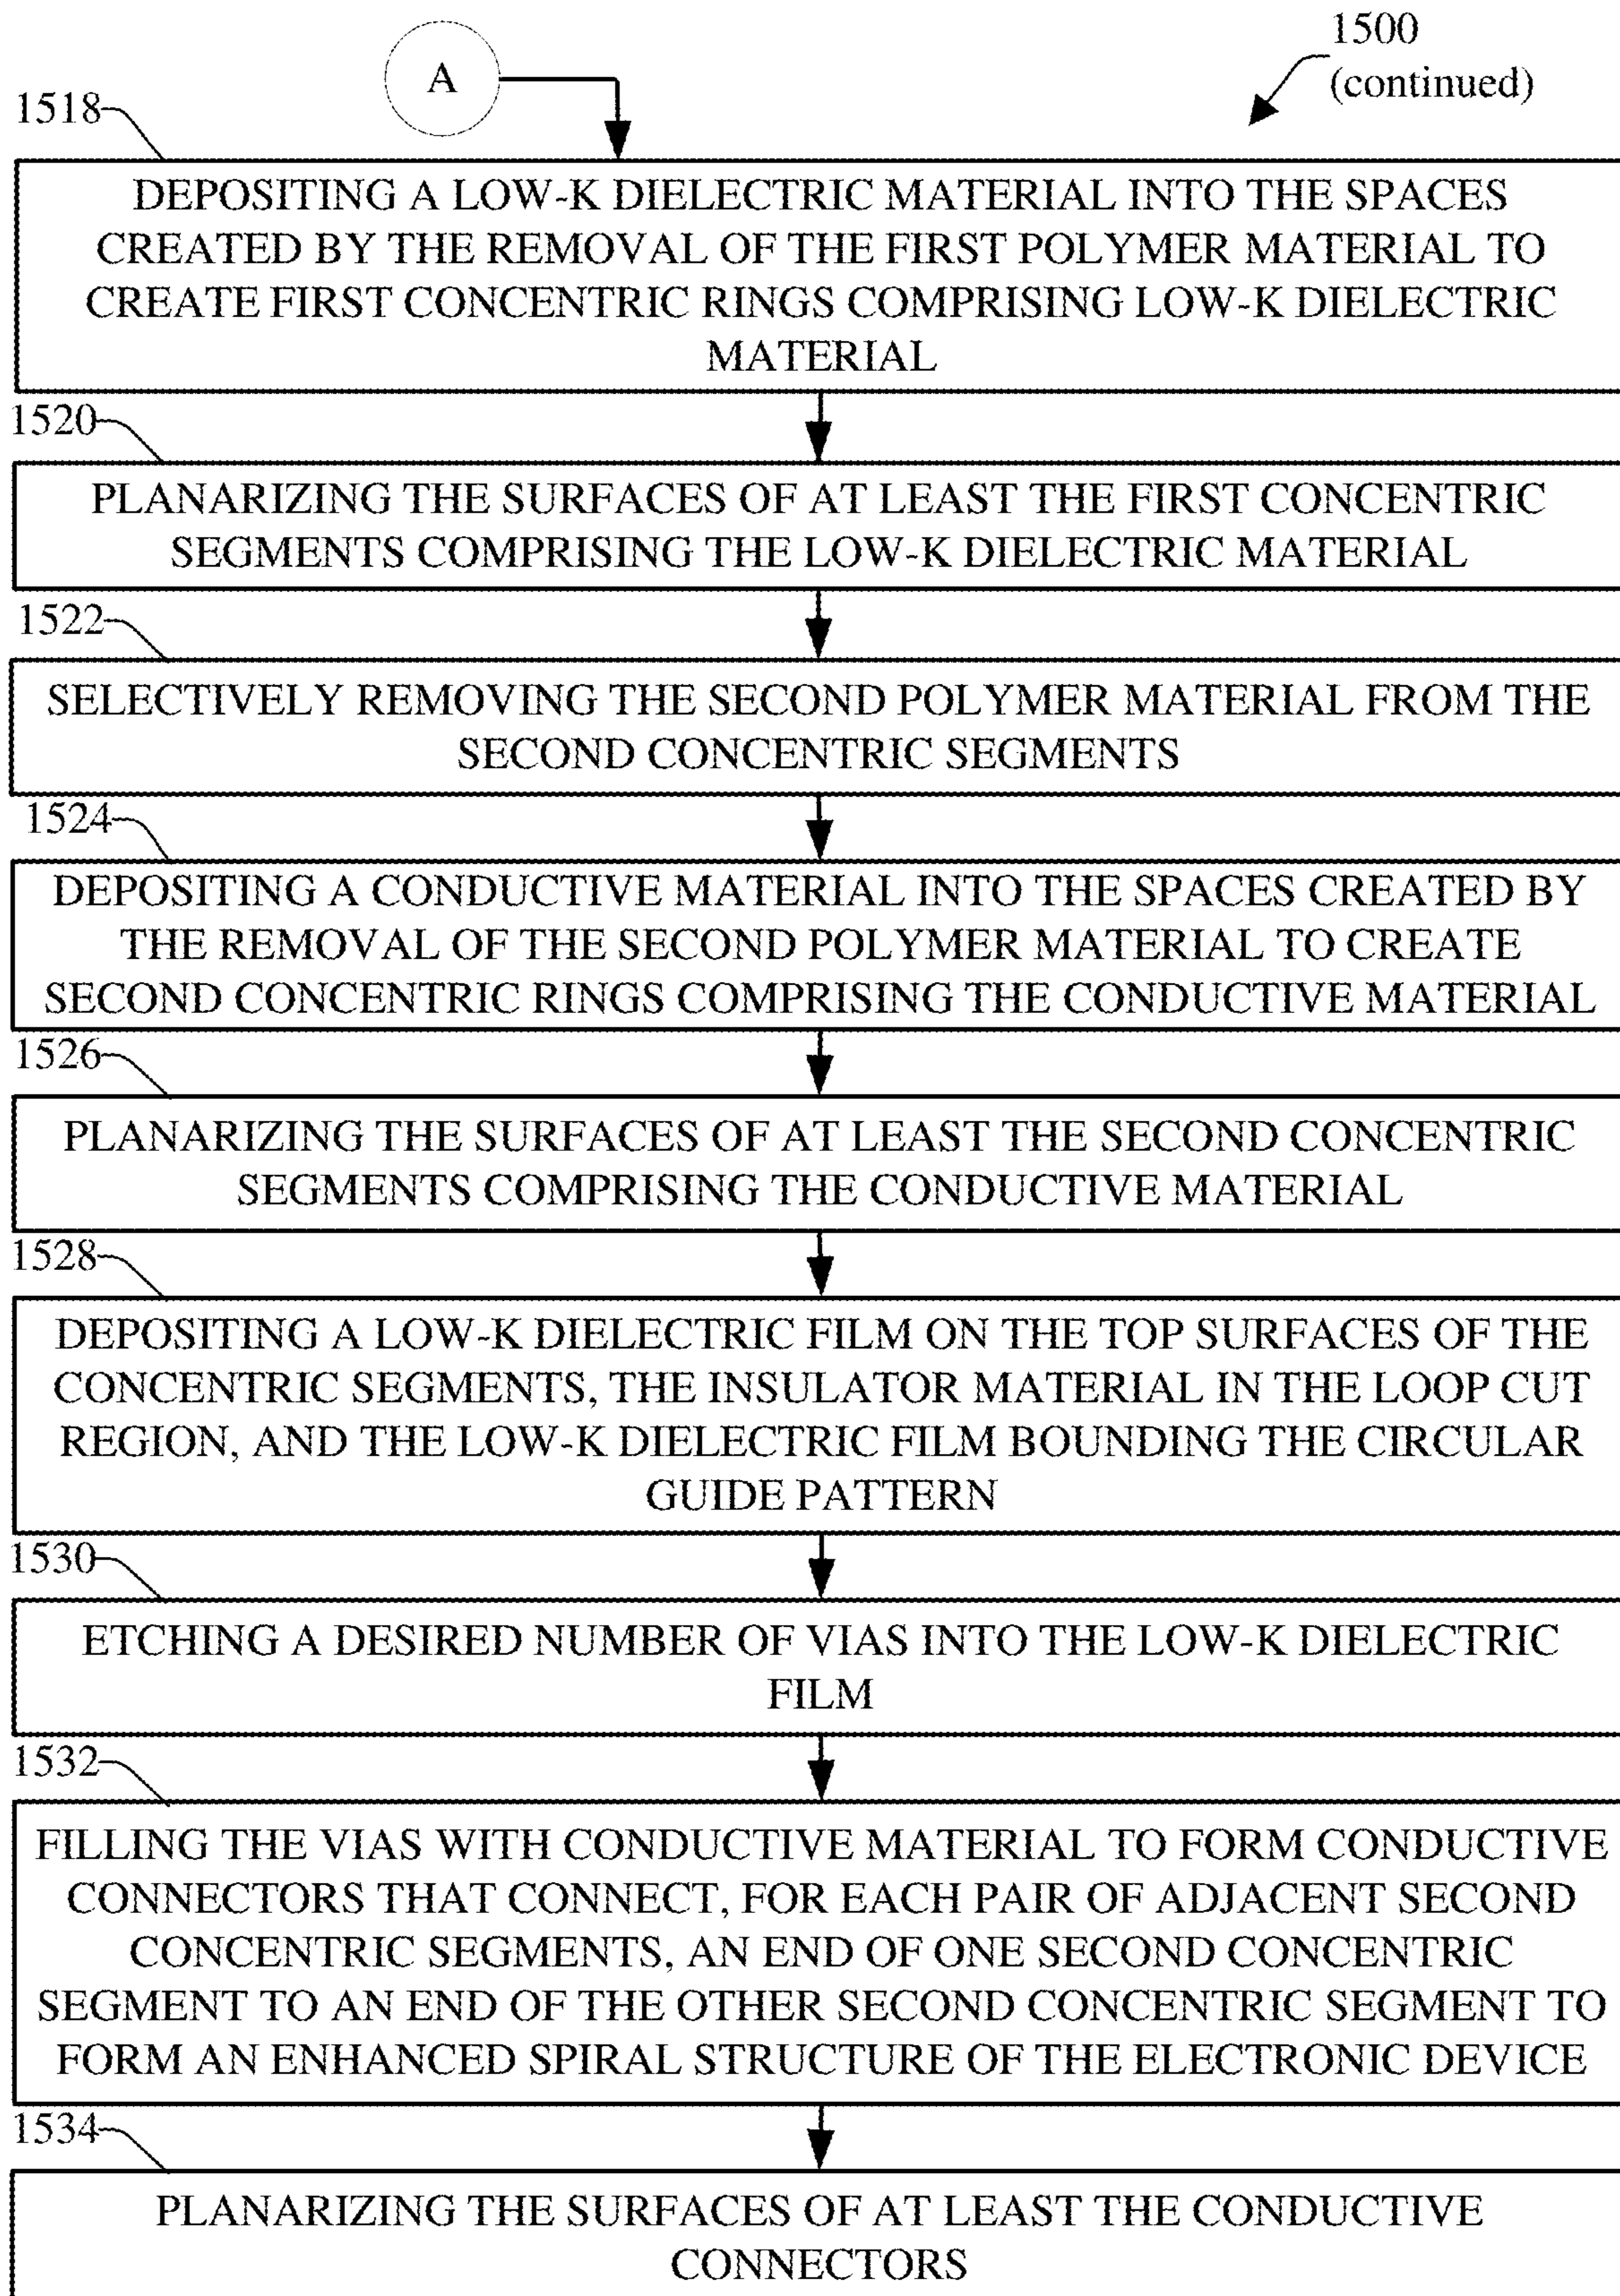 1500
(continued)
A
1518
DEPOSITING A LOW-K DIELECTRIC MATERIAL INTO THE SPACES
CREATED BY THE REMOVAL OF THE FIRST POLYMER MATERIAL TO
CREATE FIRST CONCENTRIC RINGS COMPRISING LOW-K DIELECTRIC
MATERIAL
1520
PLANARIZING THE SURFACES OF AT LEAST THE FIRST CONCENTRIC
SEGMENTS COMPRISING THE LOW-K DIELECTRIC MATERIAL
1522
SELECTIVELY REMOVING THE SECOND POLYMER MATERIAL FROM THE
SECOND CONCENTRIC SEGMENTS
1524
DEPOSITING A CONDUCTIVE MATERIAL INTO THE SPACES CREATED BY
THE REMOVAL OF THE SECOND POLYMER MATERIAL TO CREATE
SECOND CONCENTRIC RINGS COMPRISING THE CONDUCTIVE MATERIAL
1526
PLANARIZING THE SURFACES OF AT LEAST THE SECOND CONCENTRIC
SEGMENTS COMPRISING THE CONDUCTIVE MATERIAL
1528
DEPOSITING A LOW-K DIELECTRIC FILM ON THE TOP SURFACES OF THE
CONCENTRIC SEGMENTS, THE INSULATOR MATERIAL IN THE LOOP CUT
REGION, AND THE LOW-K DIELECTRIC FILM BOUNDING THE CIRCULAR
GUIDE PATTERN
1530
ETCHING A DESIRED NUMBER OF VIAS INTO THE LOW-K DIELECTRIC
FILM
1532
FILLING THE VIAS WITH CONDUCTIVE MATERIAL TO FORM CONDUCTIVE
CONNECTORS THAT CONNECT, FOR EACH PAIR OF ADJACENT SECOND
CONCENTRIC SEGMENTS, AN END OF ONE SECOND CONCENTRIC
SEGMENT TO AN END OF THE OTHER SECOND CONCENTRIC SEGMENT TO
FORM AN ENHANCED SPIRAL STRUCTURE OF THE ELECTRONIC DEVICE
1534
PLANARIZING THE SURFACES OF AT LEAST THE CONDUCTIVE
CONNECTORS